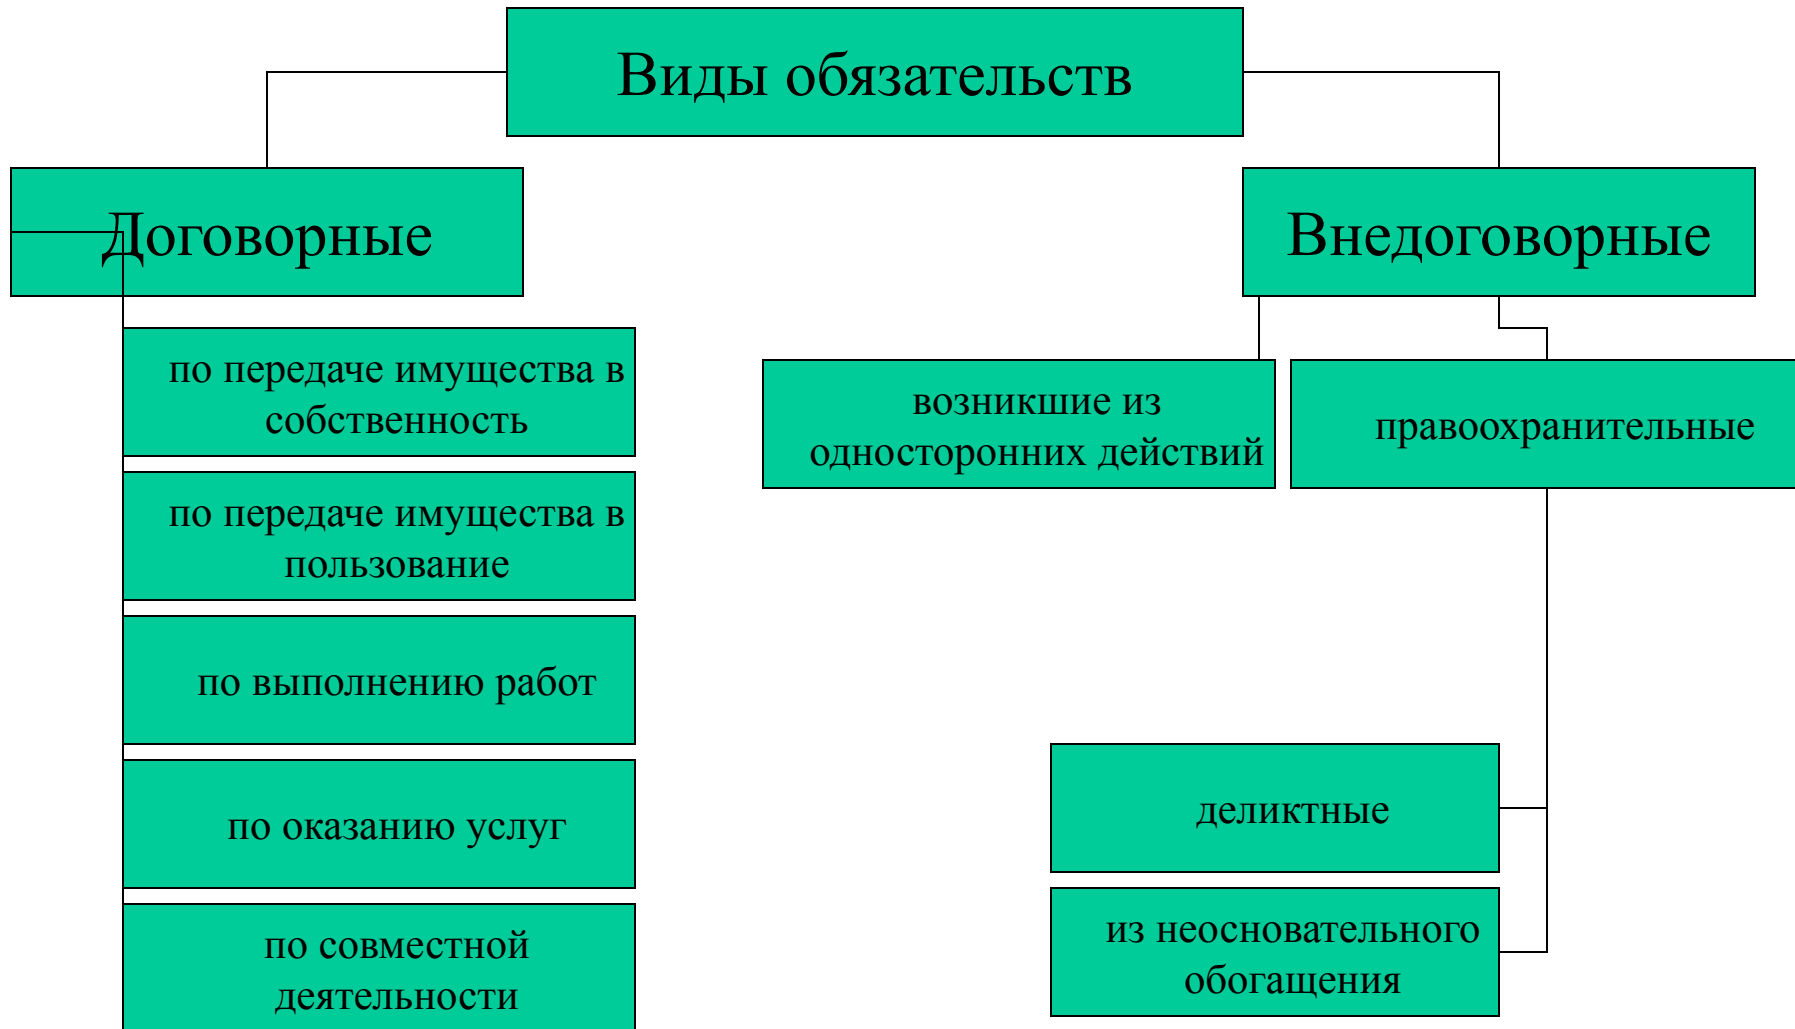 Виды обязательств
Договорные
Внедоговорные
по передаче имущества в
собственность
по передаче имущества в
пользование
по выполнению работ
по оказанию услуг
по совместной
деятельности
возникшие из
односторонних действий
правоохранительные
деликтные
из неосновательного
обогащения